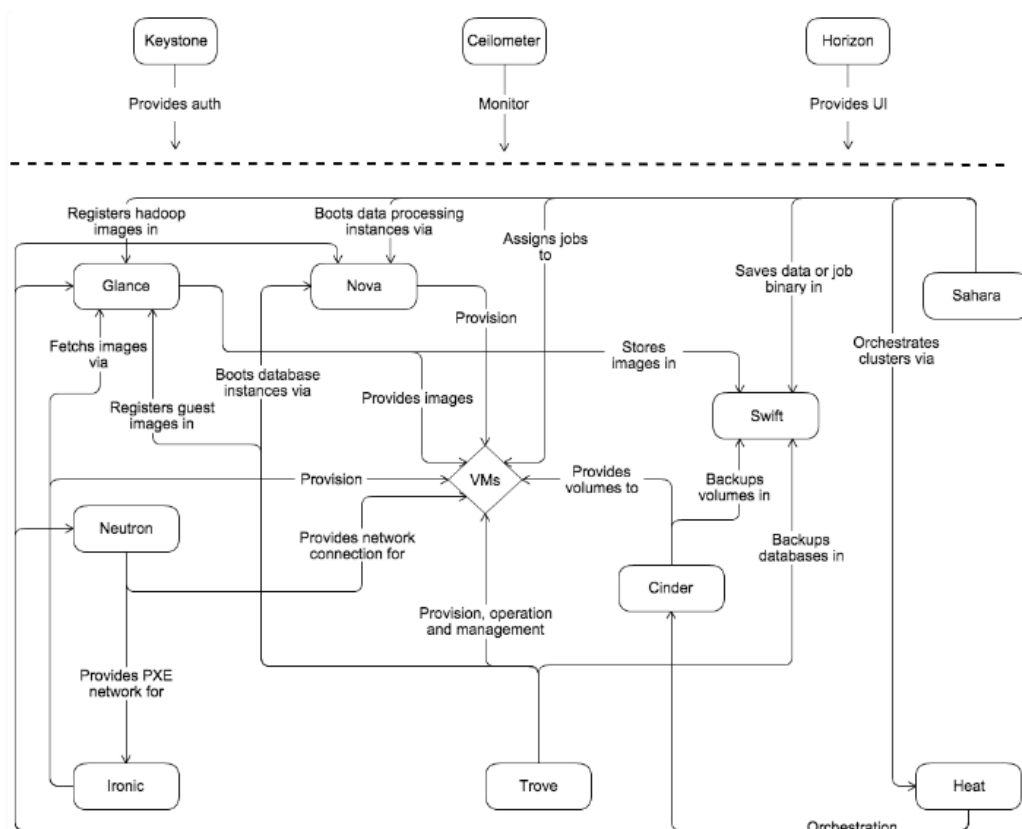 Keystone
Ceilometer
Horizon
Provides auth
Monitor
Provides UI
Registers hadoop
images in
Boots data processing
instances via
Assigns jobs
to
Saves data or job
binary in
Glance
Nova
Sahara
Provision
Fetchs images
via
Stores
images in
Orchestrates
clusters via
Boots database
instances via
Provides images
Registers guest
images in
Swift
Provision
VMs
Provides
volumes to
Backups
volumes in
Neutron
Provides network
connection for
Backups
databases in
Cinder
Provision, operation
and management
Provides PXE
network for
Ironic
Trove
Heat
Orchestration